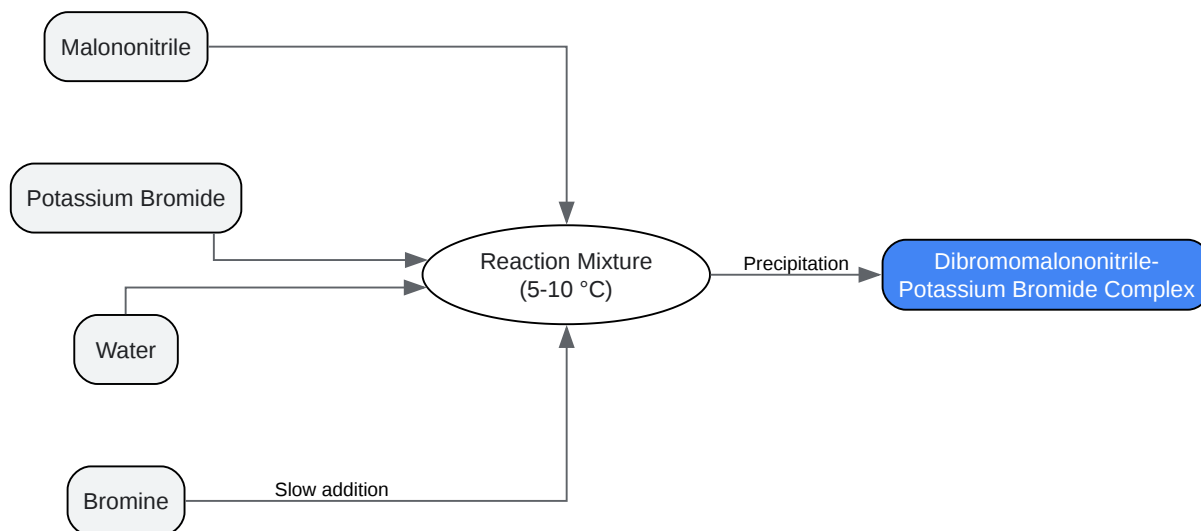 Malononitrile
Potassium Bromide
Reaction Mixture
(5-10 °C)
Precipitation
Dibromomalononitrile-
Potassium Bromide Complex
Water
Bromine
Slow addition